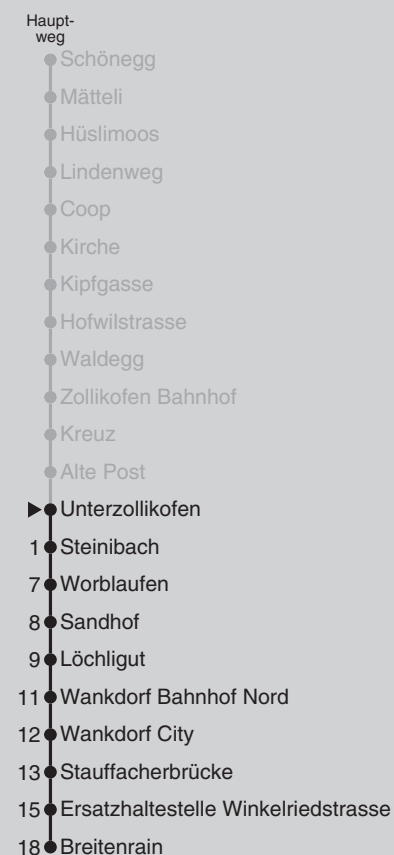 Haupt-
weg
Schönegg
Mätteli
Hüslimoos
Lindenweg
Coop
Kirche
Kipfgasse
Hofwilstrasse
Waldegg
Zollikofen Bahnhof
Kreuz
Alte Post
Unterzollikofen
1 Steinibach
7 Worblaufen
8 Sandhof
9 Löchligut
11 Wankdorf Bahnhof Nord
12 Wankdorf City
13 Stauffacherbrücke
15 Ersatzhaltestelle Winkelriedstrasse
18 Breitenrain